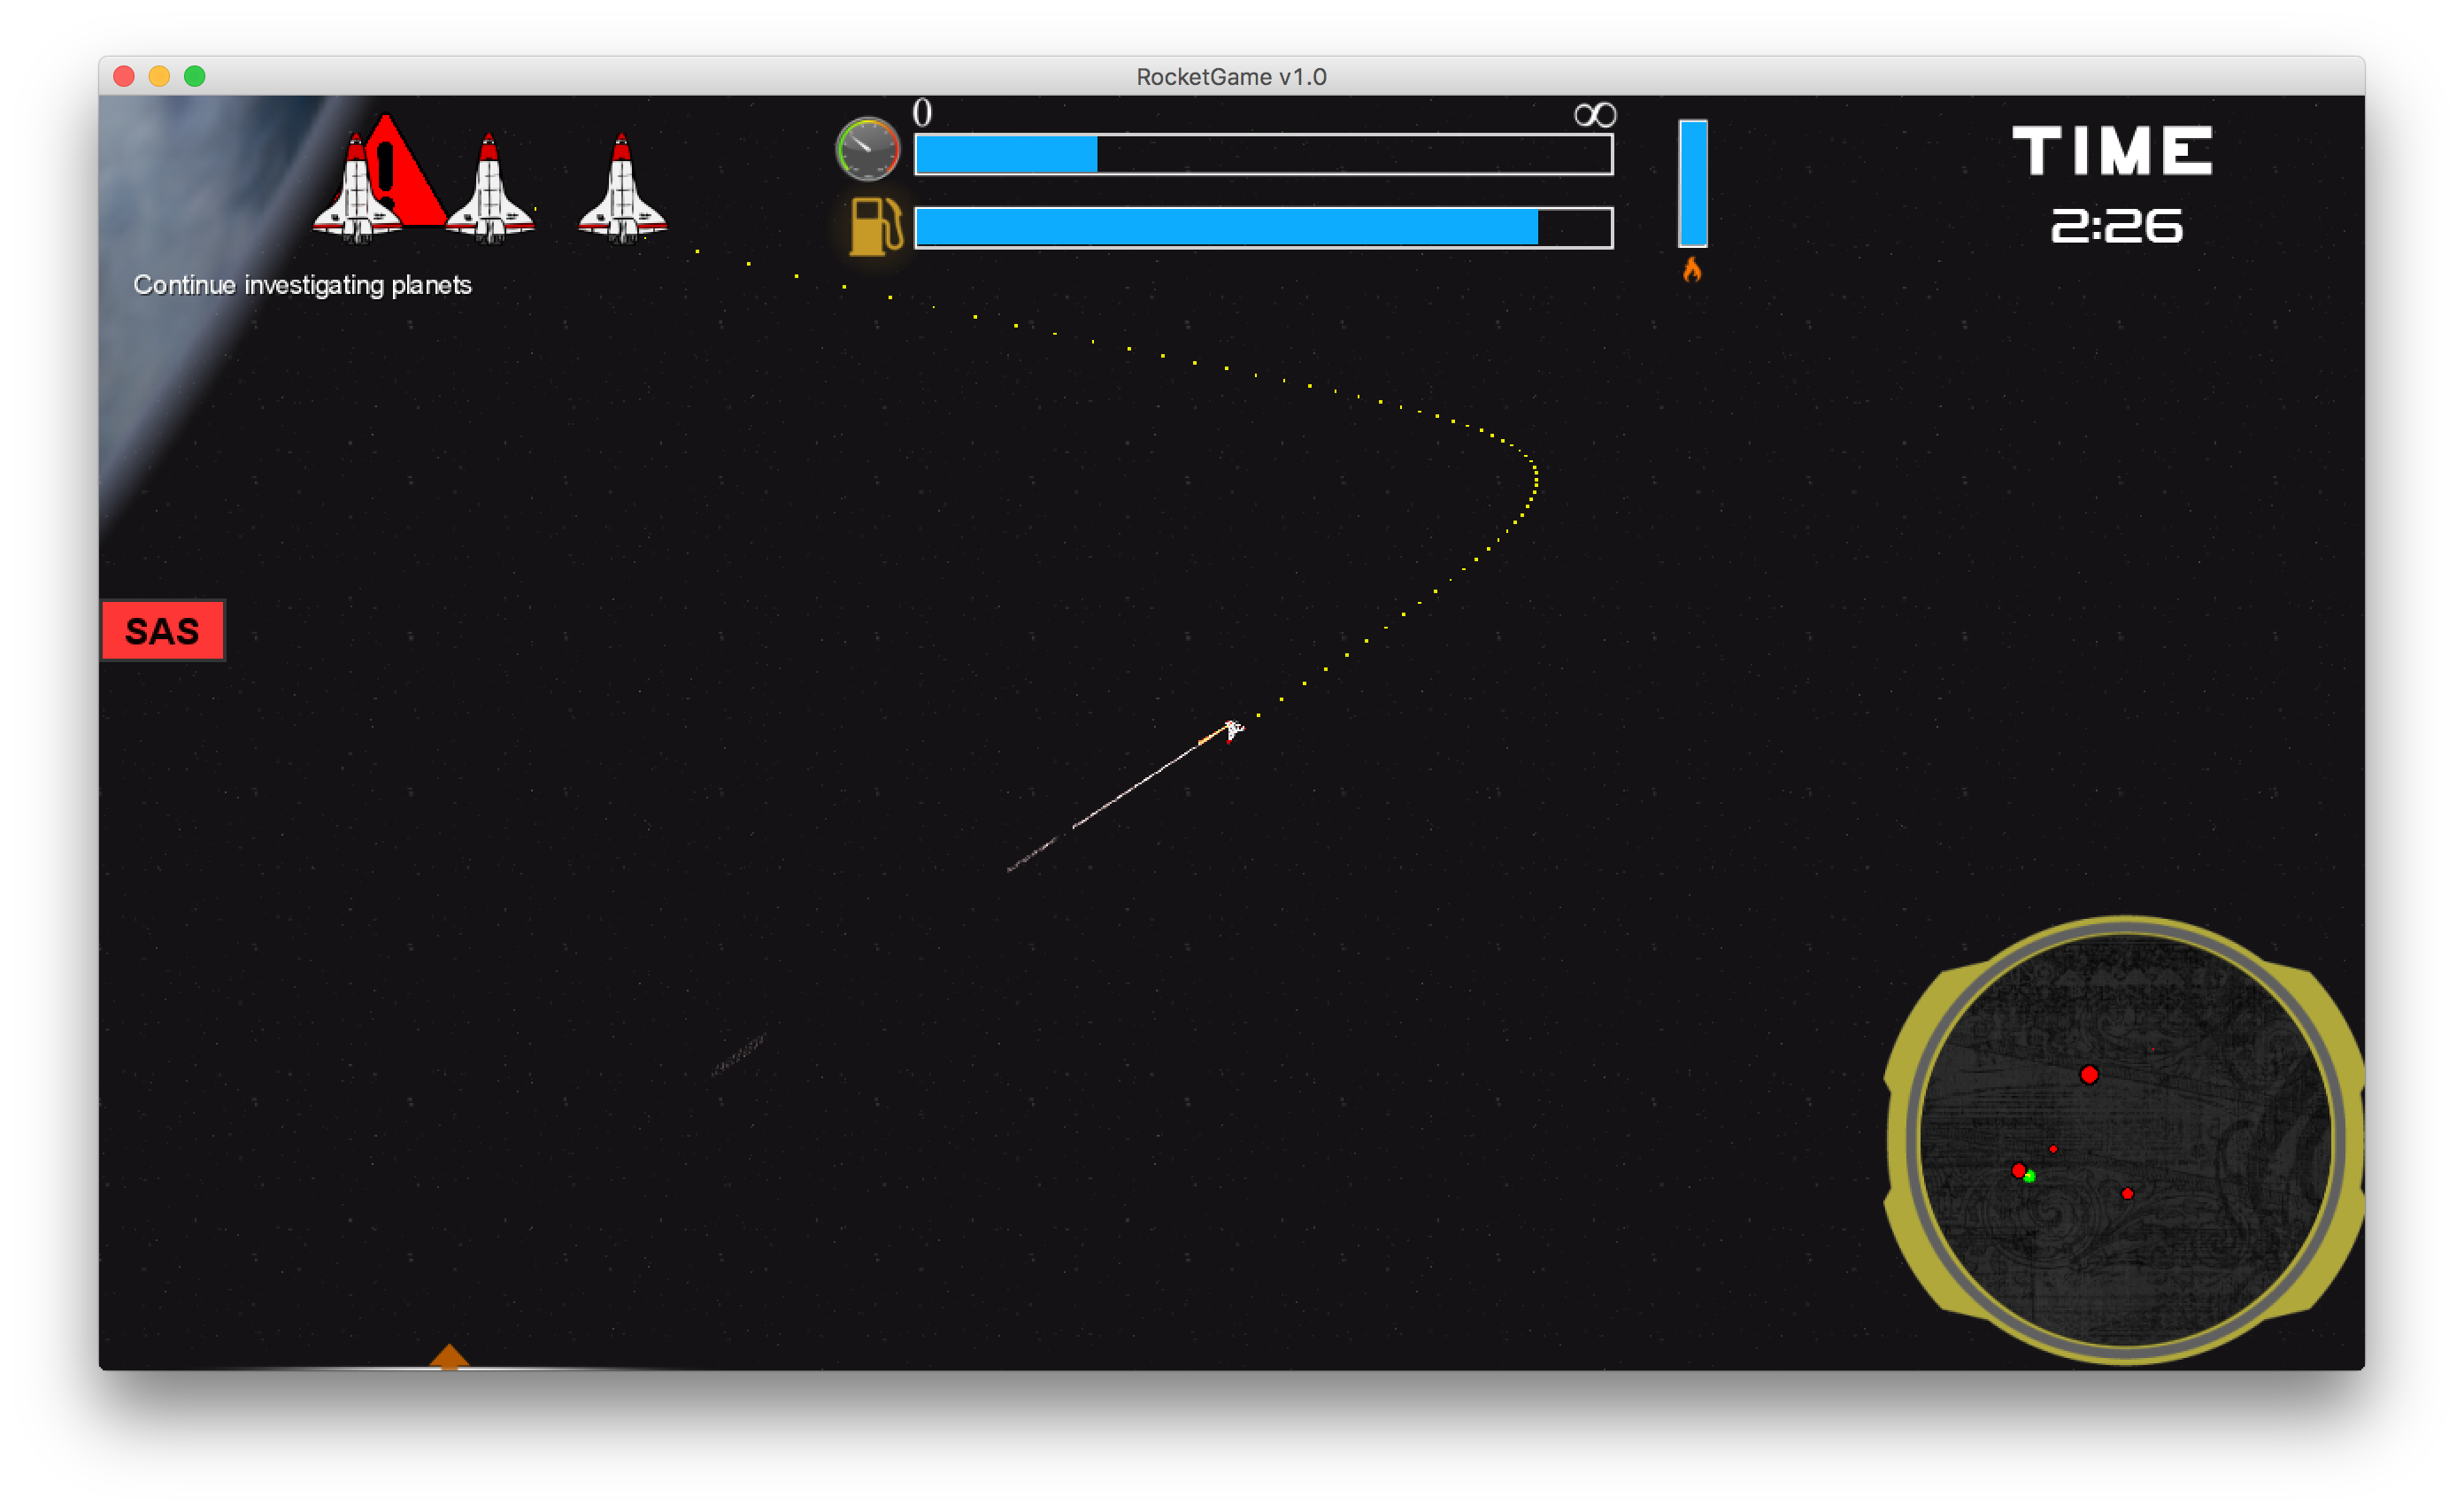 RocketGame v1.0
0 ∞
TIME
2:26
!
Continue investigating planets
SAS